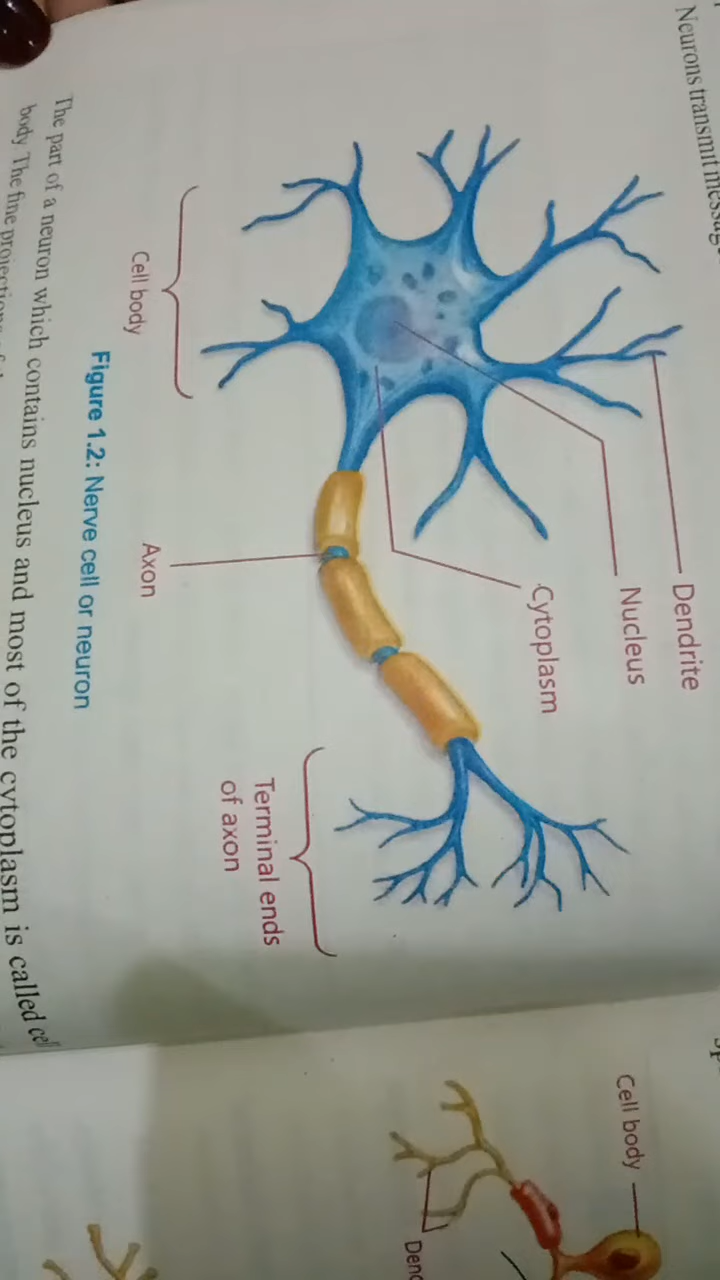 Neurons transmit
Dendrite
Nucleus
Cytoplasm
Cell body
Axon
Terminal ends
of axon
Figure 1.2: Nerve cell or neuron
The part of a neuron which contains nucleus and most of the cytoplasm is called
body. The fine projections
Cell body